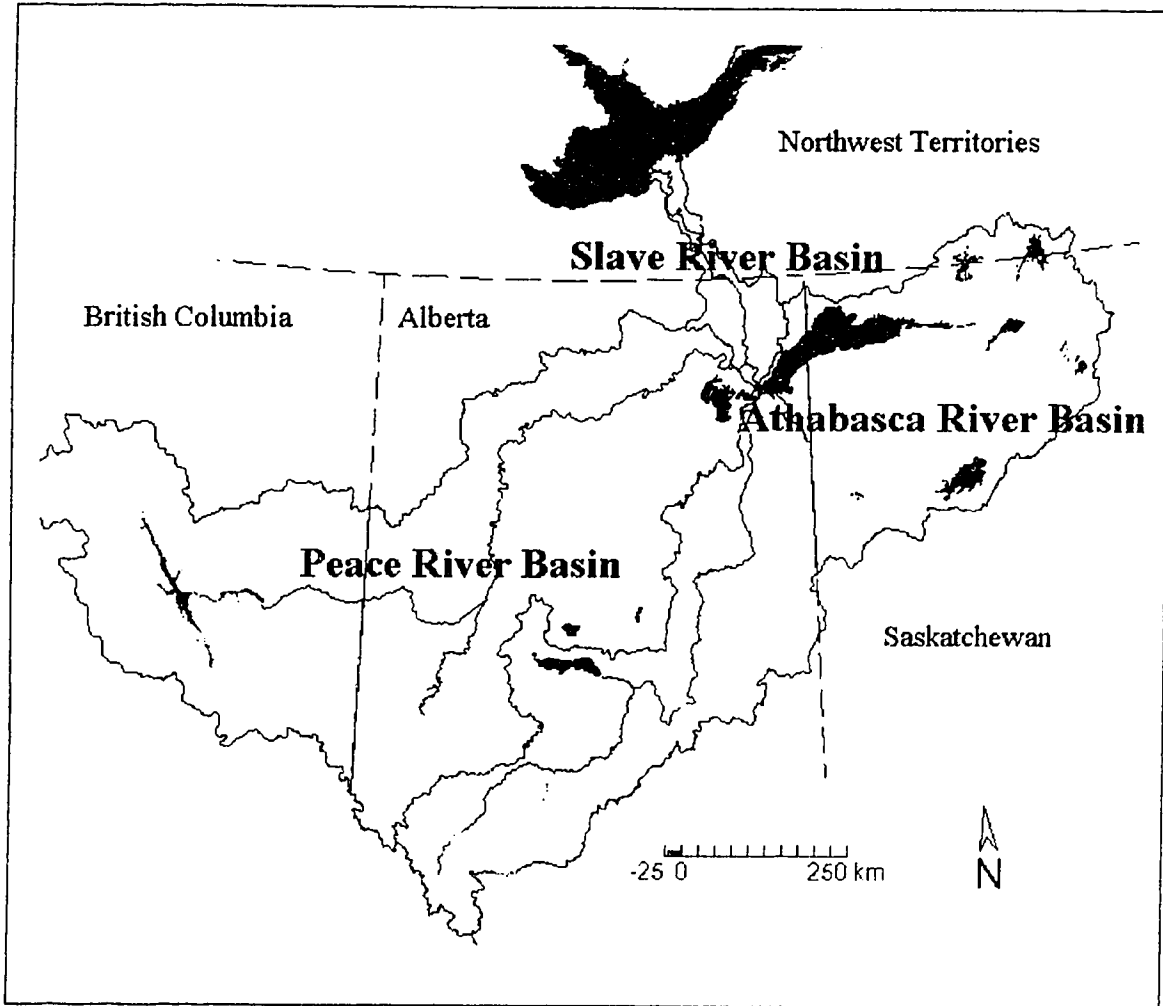 Northwest Territories
Slave River Basin
British Columbia
Alberta
Athabasca River Basin
Peace River Basin
Saskatchewan
-25 0 250 km
N